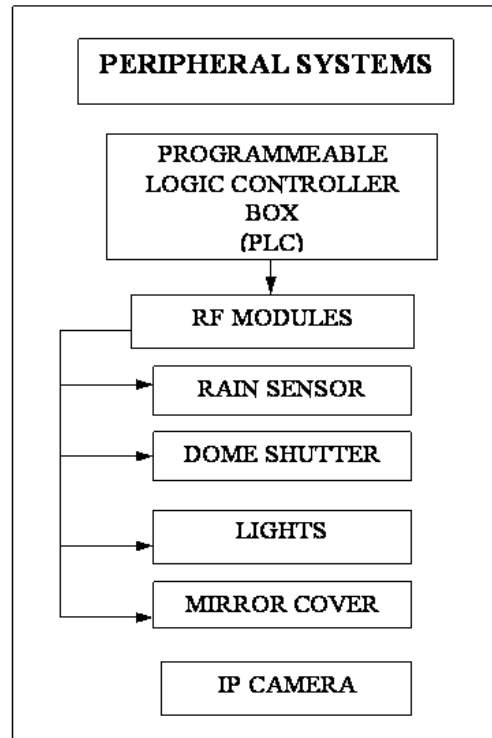 PERIPHERAL SYSTEMS
PROGRAMMEABLE
LOGIC CONTROLLER
BOX
(PLC)
RF MODULES
RAIN SENSOR
DOME SHUTTER
LIGHTS
MIRROR COVER
IP CAMERA